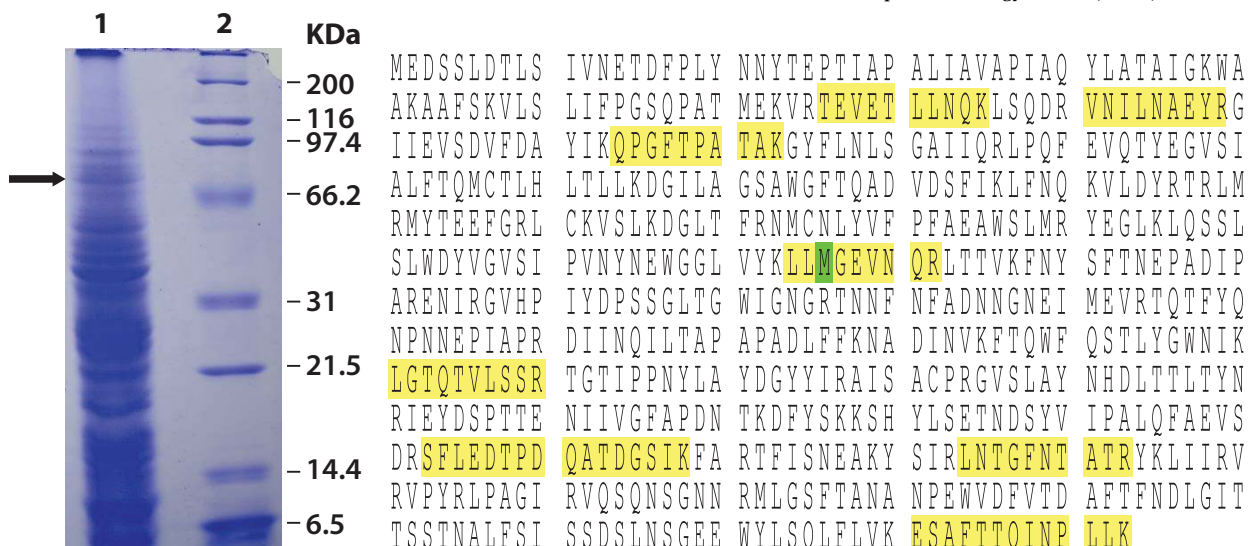 1 2
KDa
200
116
97.4
66.2
31
21.5
14.4
6.5
MEDSSLDTLS IVNETDFPLY NNYTEPTIAP ALIAVAPIAQ YLATAIGKWA
AKAAFSKVLS LIFPGSQPAT MEKVRTEVET LLNQKLSQDR VNILNAEYRG
IIEVSDVFDA YIKQPGFTPA TAKGYFLNLS GAIIQRLPQF EVQTYEGVSI
ALFTQMCTLH LTLLKDGILA GSAWGFTQAD VDSFIKLFNQ KVLDYRTRLM
RMYTEEFGRL CKVSLKDGLT FRNMCNLYVF PFAEAWSLMR YEGLKLQSSL
SLWDYVGVSI PVNYNEWGGL VYKLLMGEVN QRLTTVKFNY SFTNEPADIP
ARENIRGVHP IYDPSSGLTG WIGNGRTNNF NFADNNGNEI MEVRTQTFYQ
NPNNEPIAPR DIINQILTAP APADLFFKNA DINVKFTQWF QSTLYGWNIK
LGTQTVLSSR TGTIPPNYLA YDGYYIRAIS ACPRGVSLAY NHDLTTLTYN
RIEYDSPTTE NIIVGFAPDN TKDFYSKKSH YLSETNDSYV IPALQFAEVS
DRSFLEDTPD QATDGSIKFA RTFISNEAKY SIRLNTGFNT ATRYKLIIRV
RVPYRLPAGI RVQSQNSGNN RMLGSFTANA NPEWVDFVTD AFTFNDLGIT
TSSTNALFSI SSDSLNSGEE WYLSQLFLVK ESAFTTQINP LLK